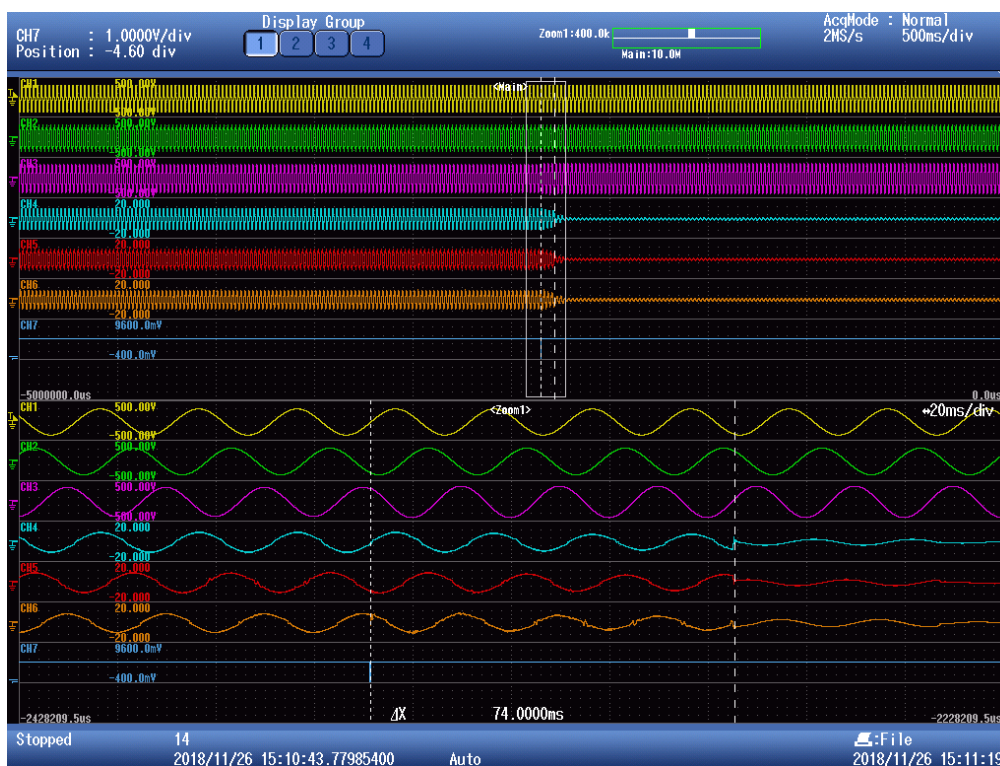 Display Group
CH7 : 1.0000V/div
Position : -4.60 div
1 2 3 4
Zoom1:400.0k
Main:10.0M
AcqMode : Normal
2MS/s 500ms/div
<Main>
CH1 500.00V
-500.00V
CH2 500.00V
-500.00V
CH3 500.00V
-500.00V
CH4 20.000
-20.000
CH5 20.000
-20.000
CH6 20.000
-20.000
CH7 9600.0mV
-400.0mV
-5000000.0us 0.0us
<Zoom1>
CH1 500.00V
↔20ms/div
-500.00V
CH2 500.00V
-500.00V
CH3 500.00V
-500.00V
CH4 20.000
-20.000
CH5 20.000
-20.000
CH6 20.000
-20.000
CH7 9600.0mV
-400.0mV
ΔX 74.0000ms
-2428209.5us -2228209.5us
Stopped 14 :File
2018/11/26 15:10:43.77985400 Auto 2018/11/26 15:11:19